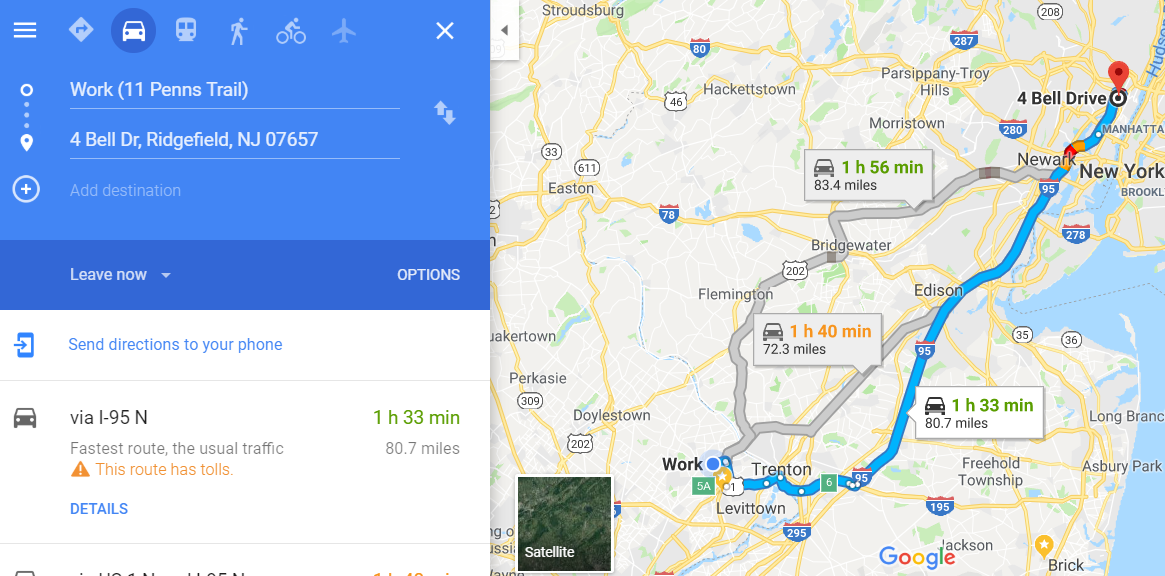 Work (11 Penns Trail)
4 Bell Dr, Ridgefield, NJ 07657
Add destination
Leave now
OPTIONS
Send directions to your phone
via I-95 N
1 h 33 min
Fastest route, the usual traffic
80.7 miles
This route has tolls.
DETAILS
Stroudsburg
208
287
80
Parsippany-Troy
Hills
Hackettstown
46
4 Bell Drive
Morristown
280
MANHATTA
33
611
Newark
New York
Easton
1 h 56 min
83.4 miles
95
BROOKL
78
278
Bridgewater
202
Flemington
Edison
1 h 40 min
72.3 miles
35
36
uakertown
95
Perkasie
309
1 h 33 min
80.7 miles
Doylestown
Long Branc
202
Work
Trenton
Freehold
Township
Asbury Park
5A
01
6
95
Levittown
195
295
Jackson
Satellite
Google
Brick